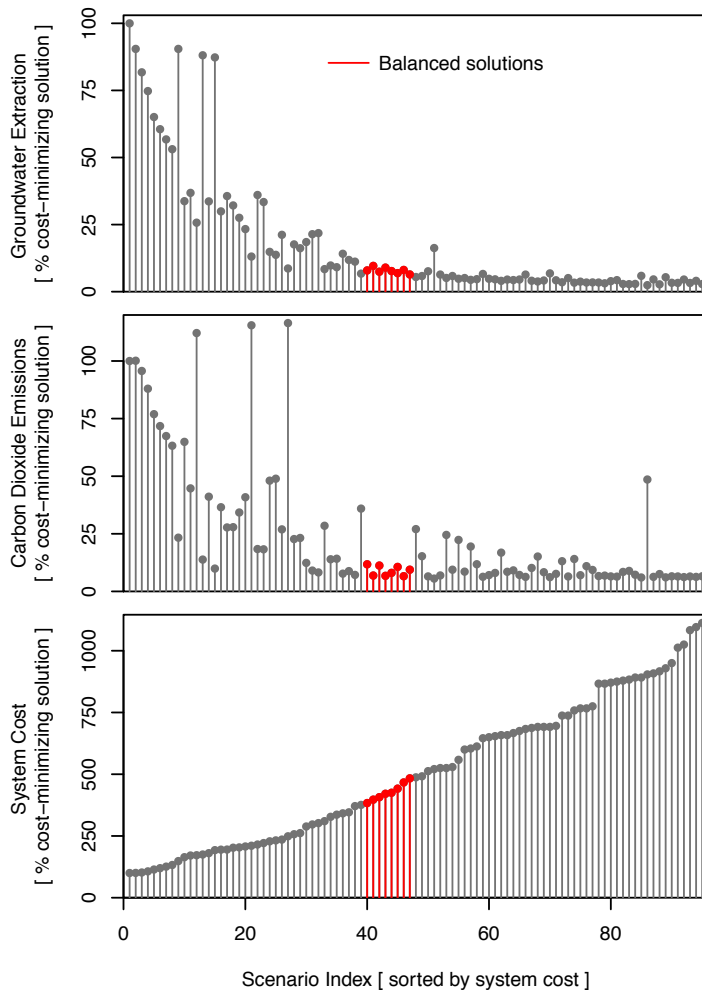 Groundwater Extraction
[ % cost−minimizing solution ]
100
75
50
25
0
Balanced solutions
Carbon Dioxide Emissions
[ % cost−minimizing solution ]
100
75
50
25
0
System Cost
[ % cost−minimizing solution ]
1000
750
500
250
0
0 20 40 60 80
Scenario Index [ sorted by system cost ]